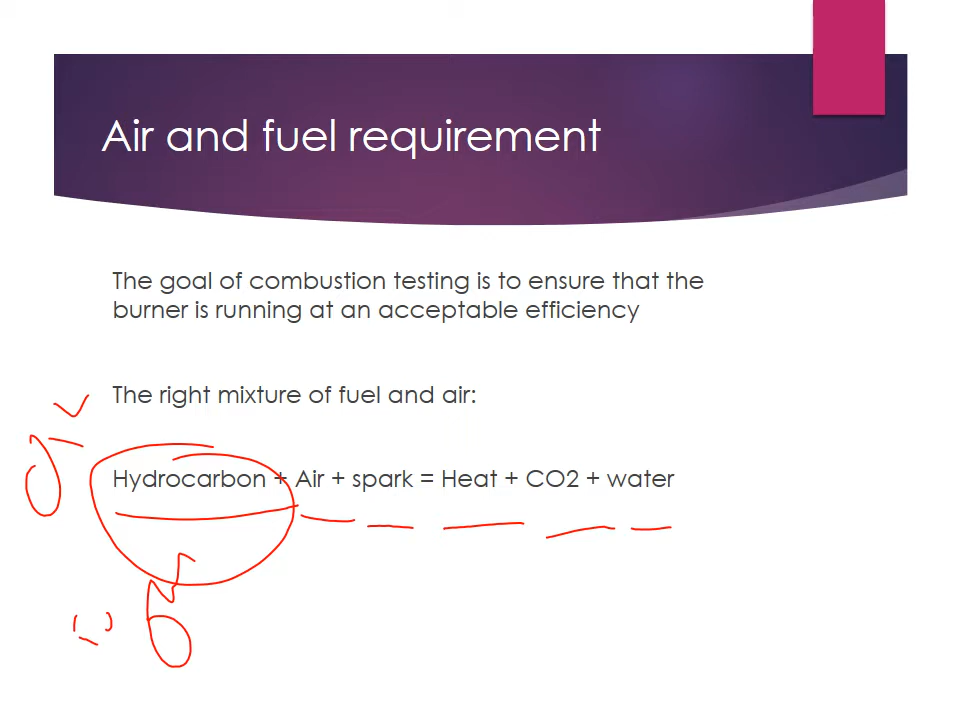 Air and fuel requirement
The goal of combustion testing is to ensure that the
burner is running at an acceptable efficiency
The right mixture of fuel and air:
Hydrocarbon + Air + spark = Heat + CO2 + water